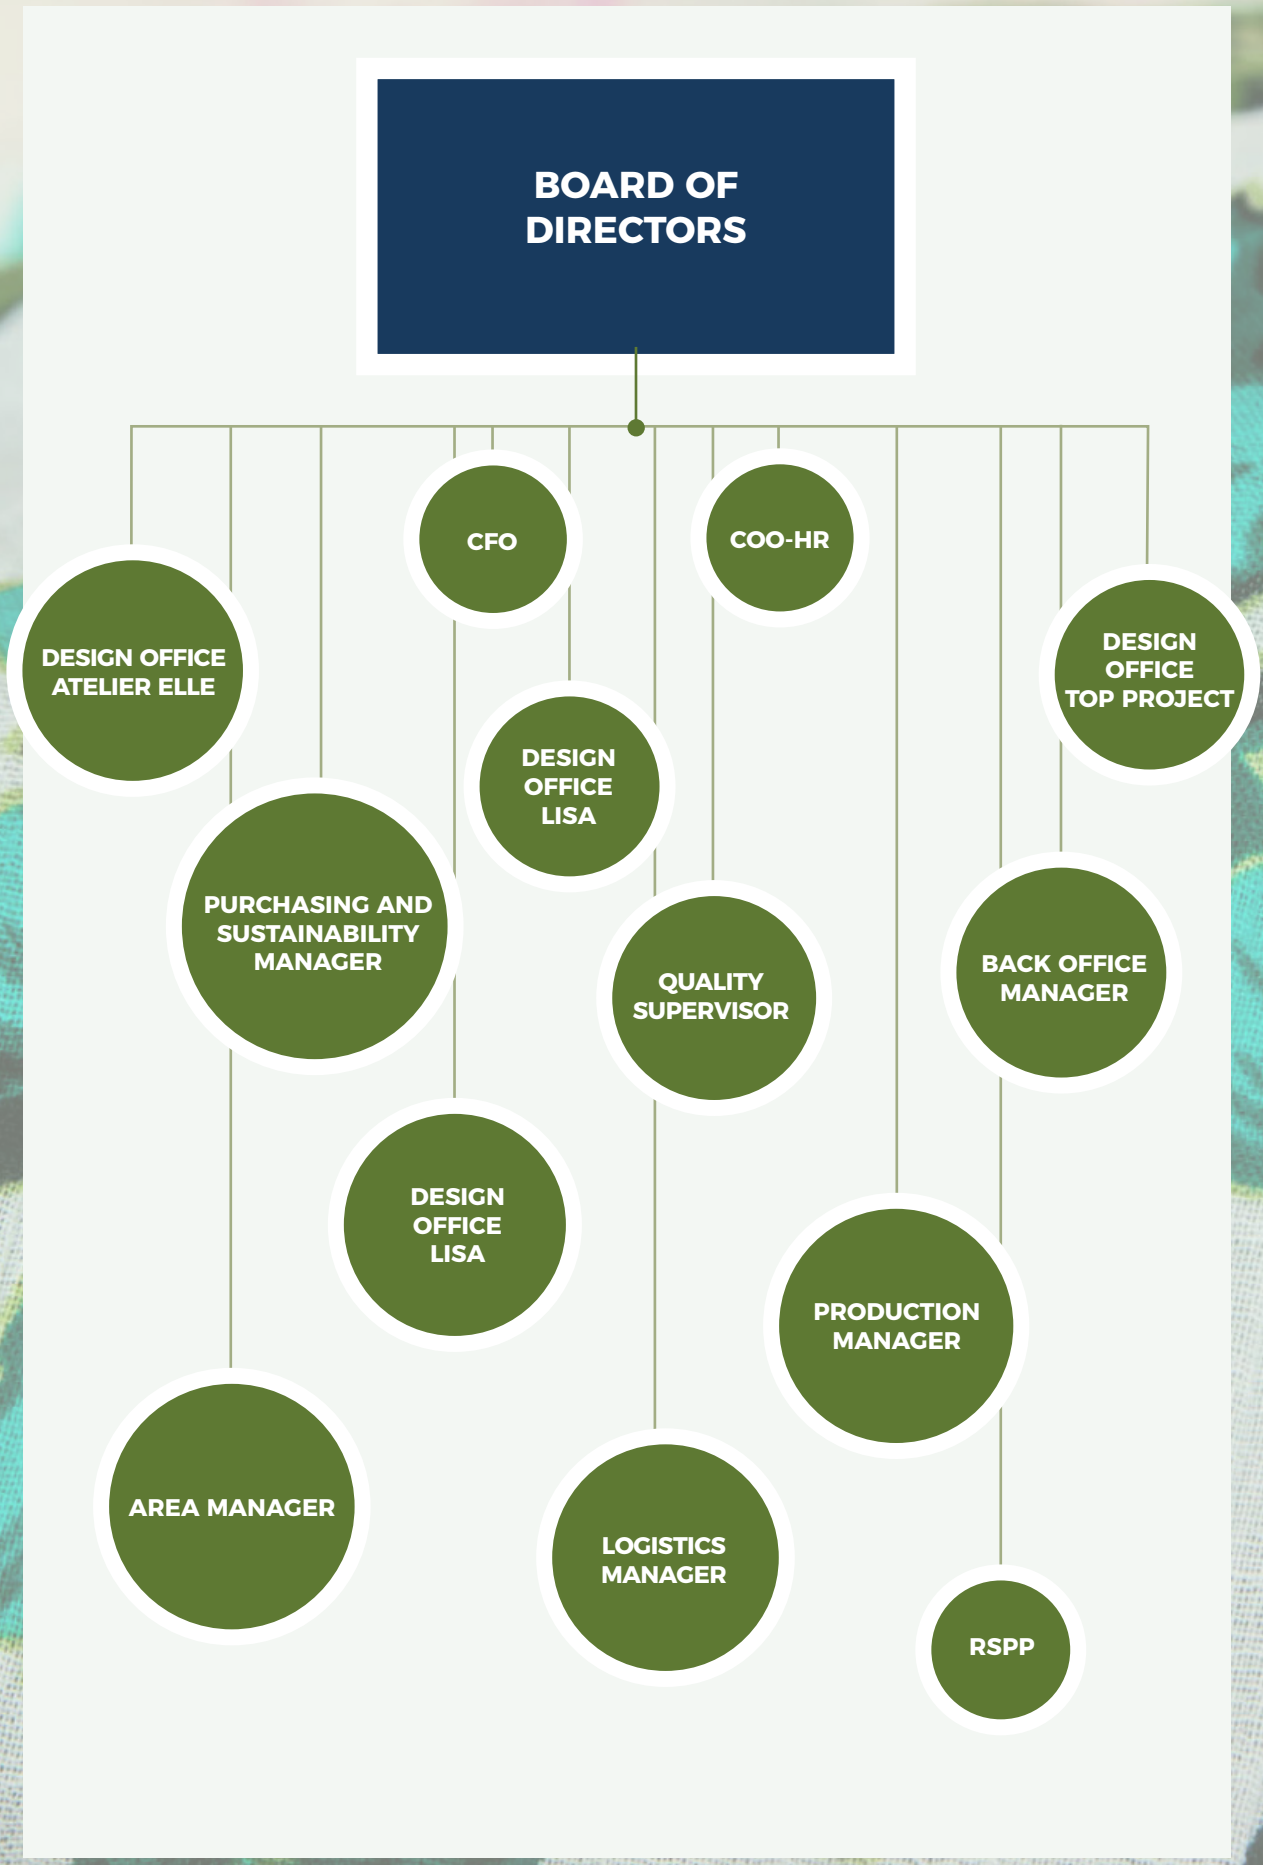 BOARD OF
DIRECTORS
CFO
COO-HR
DESIGN OFFICE
ATELIER ELLE
DESIGN
OFFICE
TOP PROJECT
DESIGN
OFFICE
LISA
PURCHASING AND
SUSTAINABILITY
MANAGER
QUALITY
SUPERVISOR
BACK OFFICE
MANAGER
DESIGN
OFFICE
LISA
PRODUCTION
MANAGER
AREA MANAGER
LOGISTICS
MANAGER
RSPP